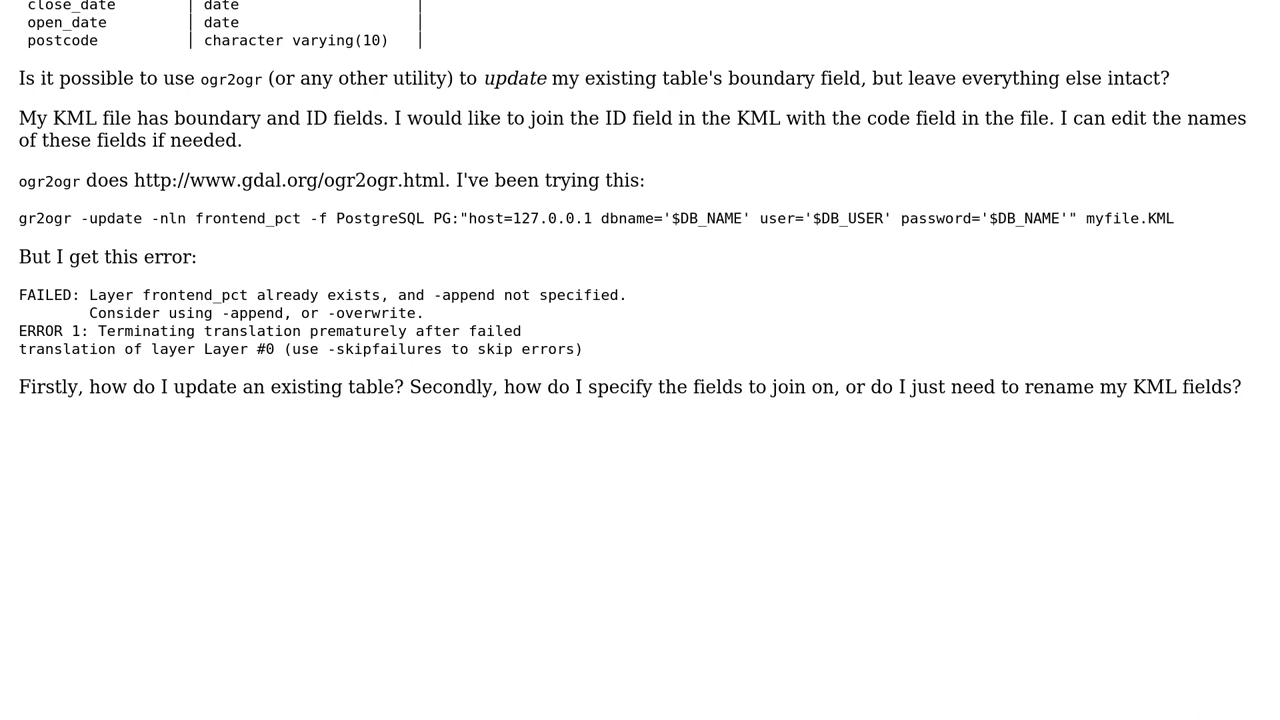 close_date | date |
open_date | date |
postcode | character varying(10) |
Is it possible to use ogr2ogr (or any other utility) to update my existing table's boundary field, but leave everything else intact?
My KML file has boundary and ID fields. I would like to join the ID field in the KML with the code field in the file. I can edit the names
of these fields if needed.
ogr2ogr does http://www.gdal.org/ogr2ogr.html. I've been trying this:
gr2ogr -update -nln frontend_pct -f PostgreSQL PG:"host=127.0.0.1 dbname='$DB_NAME' user='$DB_USER' password='$DB_NAME'" myfile.KML
But I get this error:
FAILED: Layer frontend_pct already exists, and -append not specified.
Consider using -append, or -overwrite.
ERROR 1: Terminating translation prematurely after failed
translation of layer Layer #0 (use -skipfailures to skip errors)
Firstly, how do I update an existing table? Secondly, how do I specify the fields to join on, or do I just need to rename my KML fields?